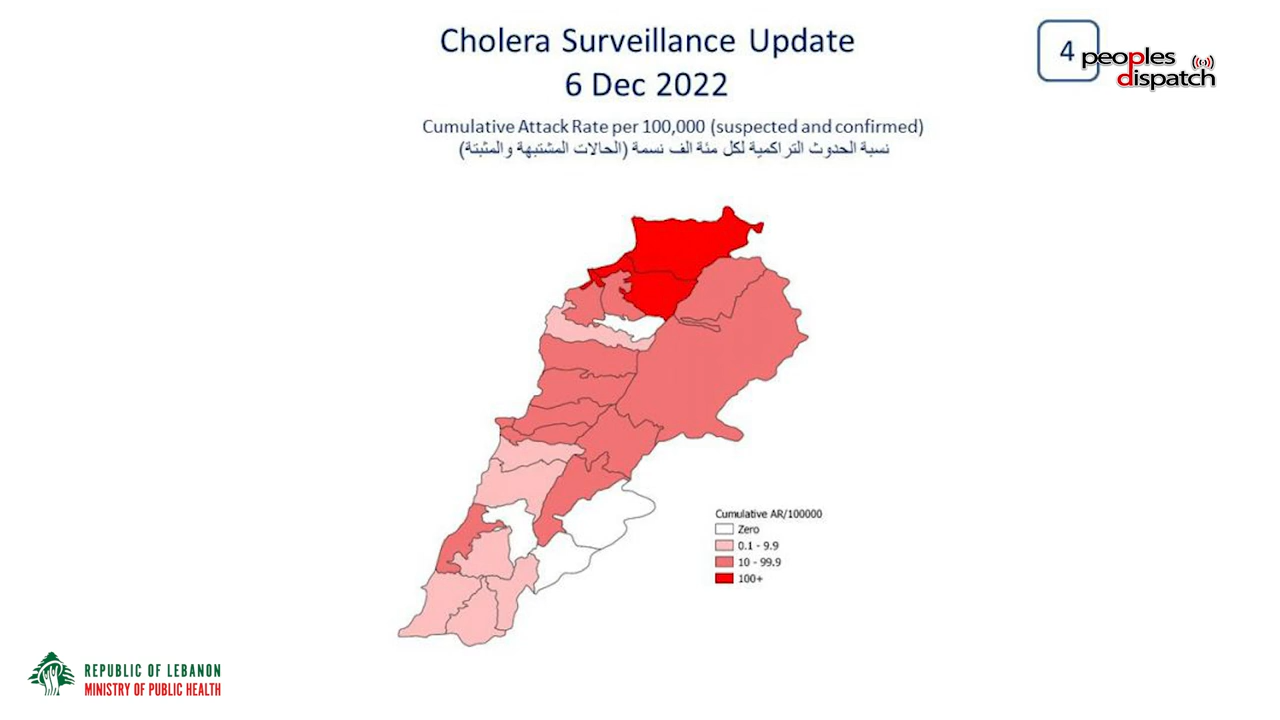 Cholera Surveillance Update
6 Dec 2022
4
peoples
dispatch
Cumulative Attack Rate per 100,000 (suspected and confirmed)
نسبة الحدوث التراكمية لكل مئة الف نسمة (الحالات المشتبهة والمثبتة)
Cumulative AR/100000
Zero
0.1 - 9.9
10 - 99.9
100+
REPUBLIC OF LEBANON
MINISTRY OF PUBLIC HEALTH